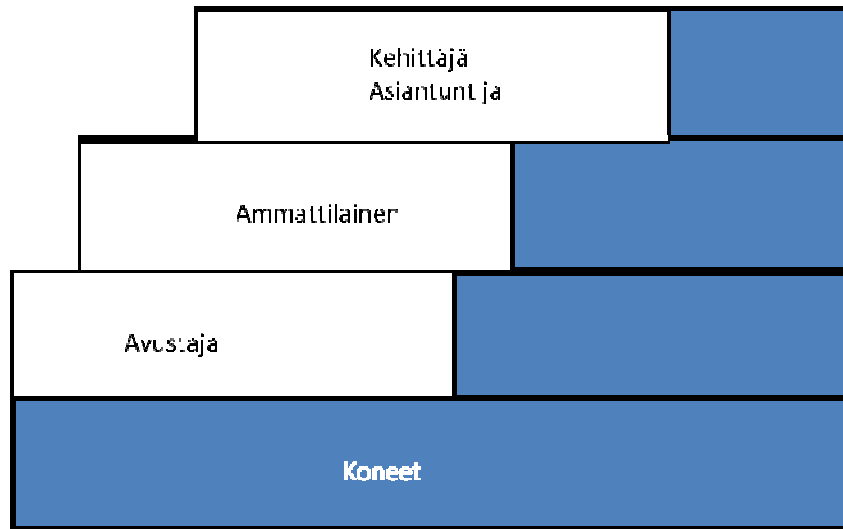 Kehittäjä
Asiantuntija
Ammattilainen
Avustaja
Koneet